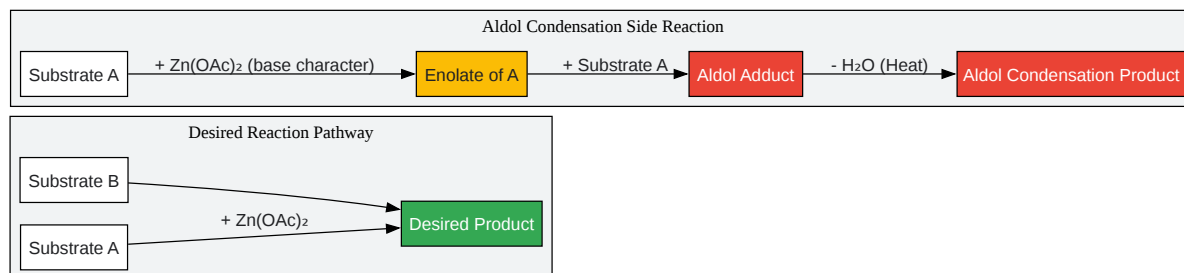 Aldol Condensation Side Reaction
Substrate A
+ Zn(OAc)₂ (base character)
Enolate of A
+ Substrate A
Aldol Adduct
- H₂O (Heat)
Aldol Condensation Product
Desired Reaction Pathway
Substrate B
Substrate A
+ Zn(OAc)₂
Desired Product